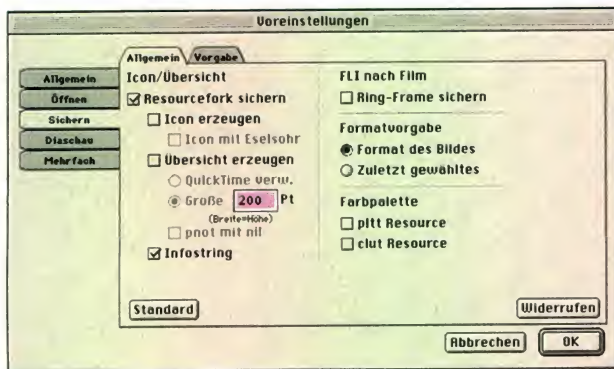 Voreinstellungen
Allgemein
Öffnen
Sichern
Diaschau
Mehrfach
Allgemein Vorgabe
Icon/Übersicht
Resourcefork sichern
Icon erzeugen
Icon mit Eselsohr
Übersicht erzeugen
QuickTime verw.
Große 200 Pt
(Breite=Höhe)
pnot mit nil
Infostring
FLI nach Film
Ring-Frame sichern
Formatvorgabe
Format des Bildes
Zuletzt gewähltes
Farbpalette
pltt Resource
clut Resource
Standard
Widerrufen
Abbrechen
OK